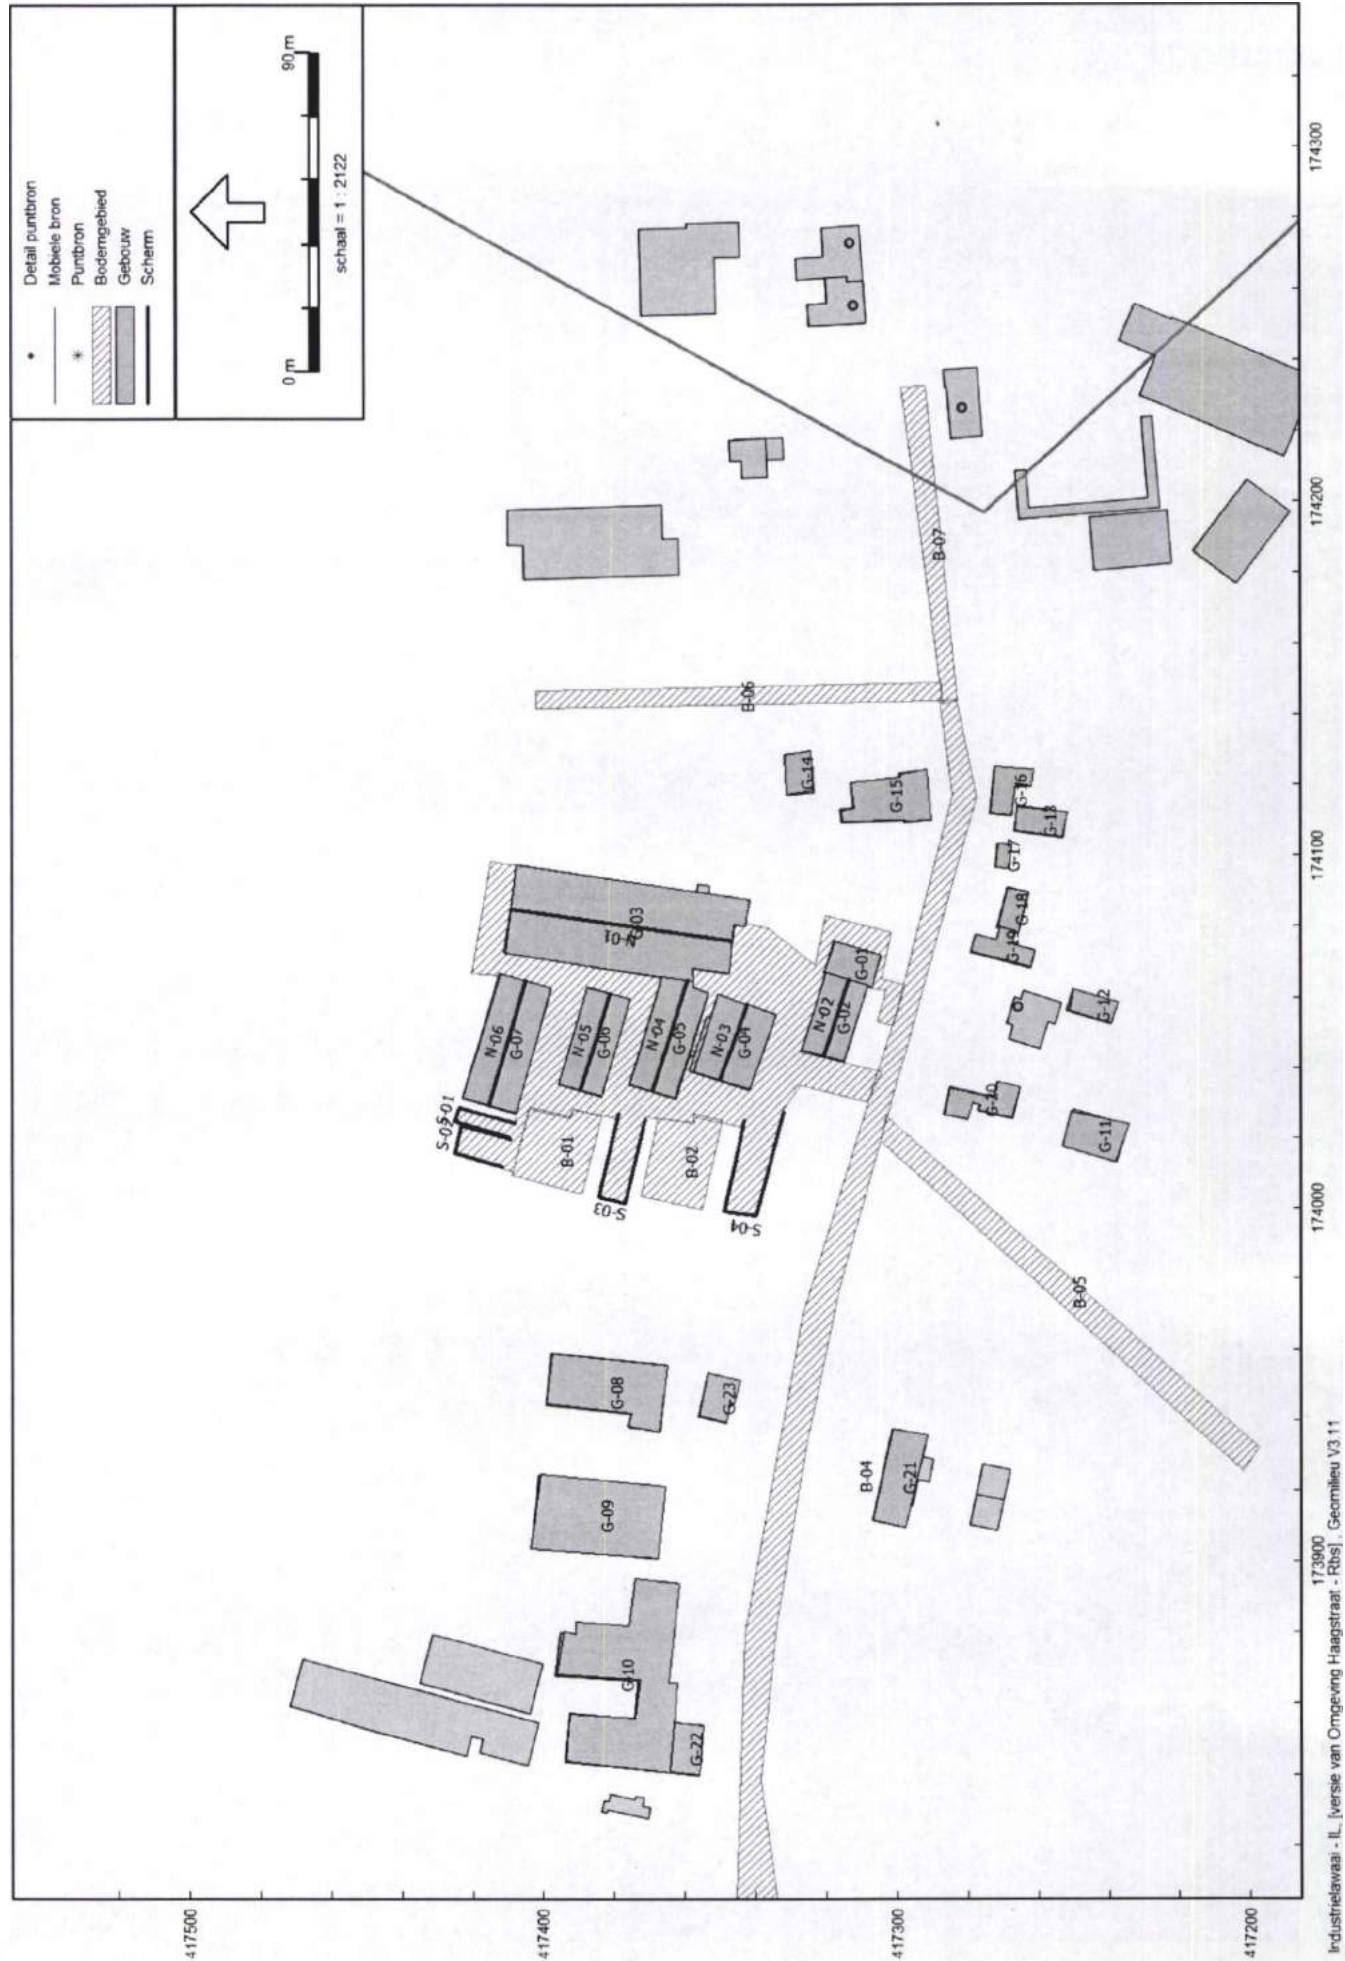 Detail puntbron
Mobiele bron
Puntbron
Bodemgebied
Gebouw
Scherm
0 m
90 m
schaal = 1 : 2122
417500
417400
417300
417200
173900
174000
174100
174200
174300
N-06
G-07
N-05
G-06
N-04
G-05
N-03
G-04
N-02
G-02
G-01
G-03
S-01
S-02
S-03
S-04
B-01
B-02
B-04
B-05
B-06
B-07
G-08
G-09
G-10
G-11
G-12
G-13
G-14
G-15
G-16
G-17
G-18
G-19
G-20
G-21
G-22
G-23
Industrielawaai - IL, [versie van Omgeving Haagstraat - Rbs] , Geomilieu V3.11